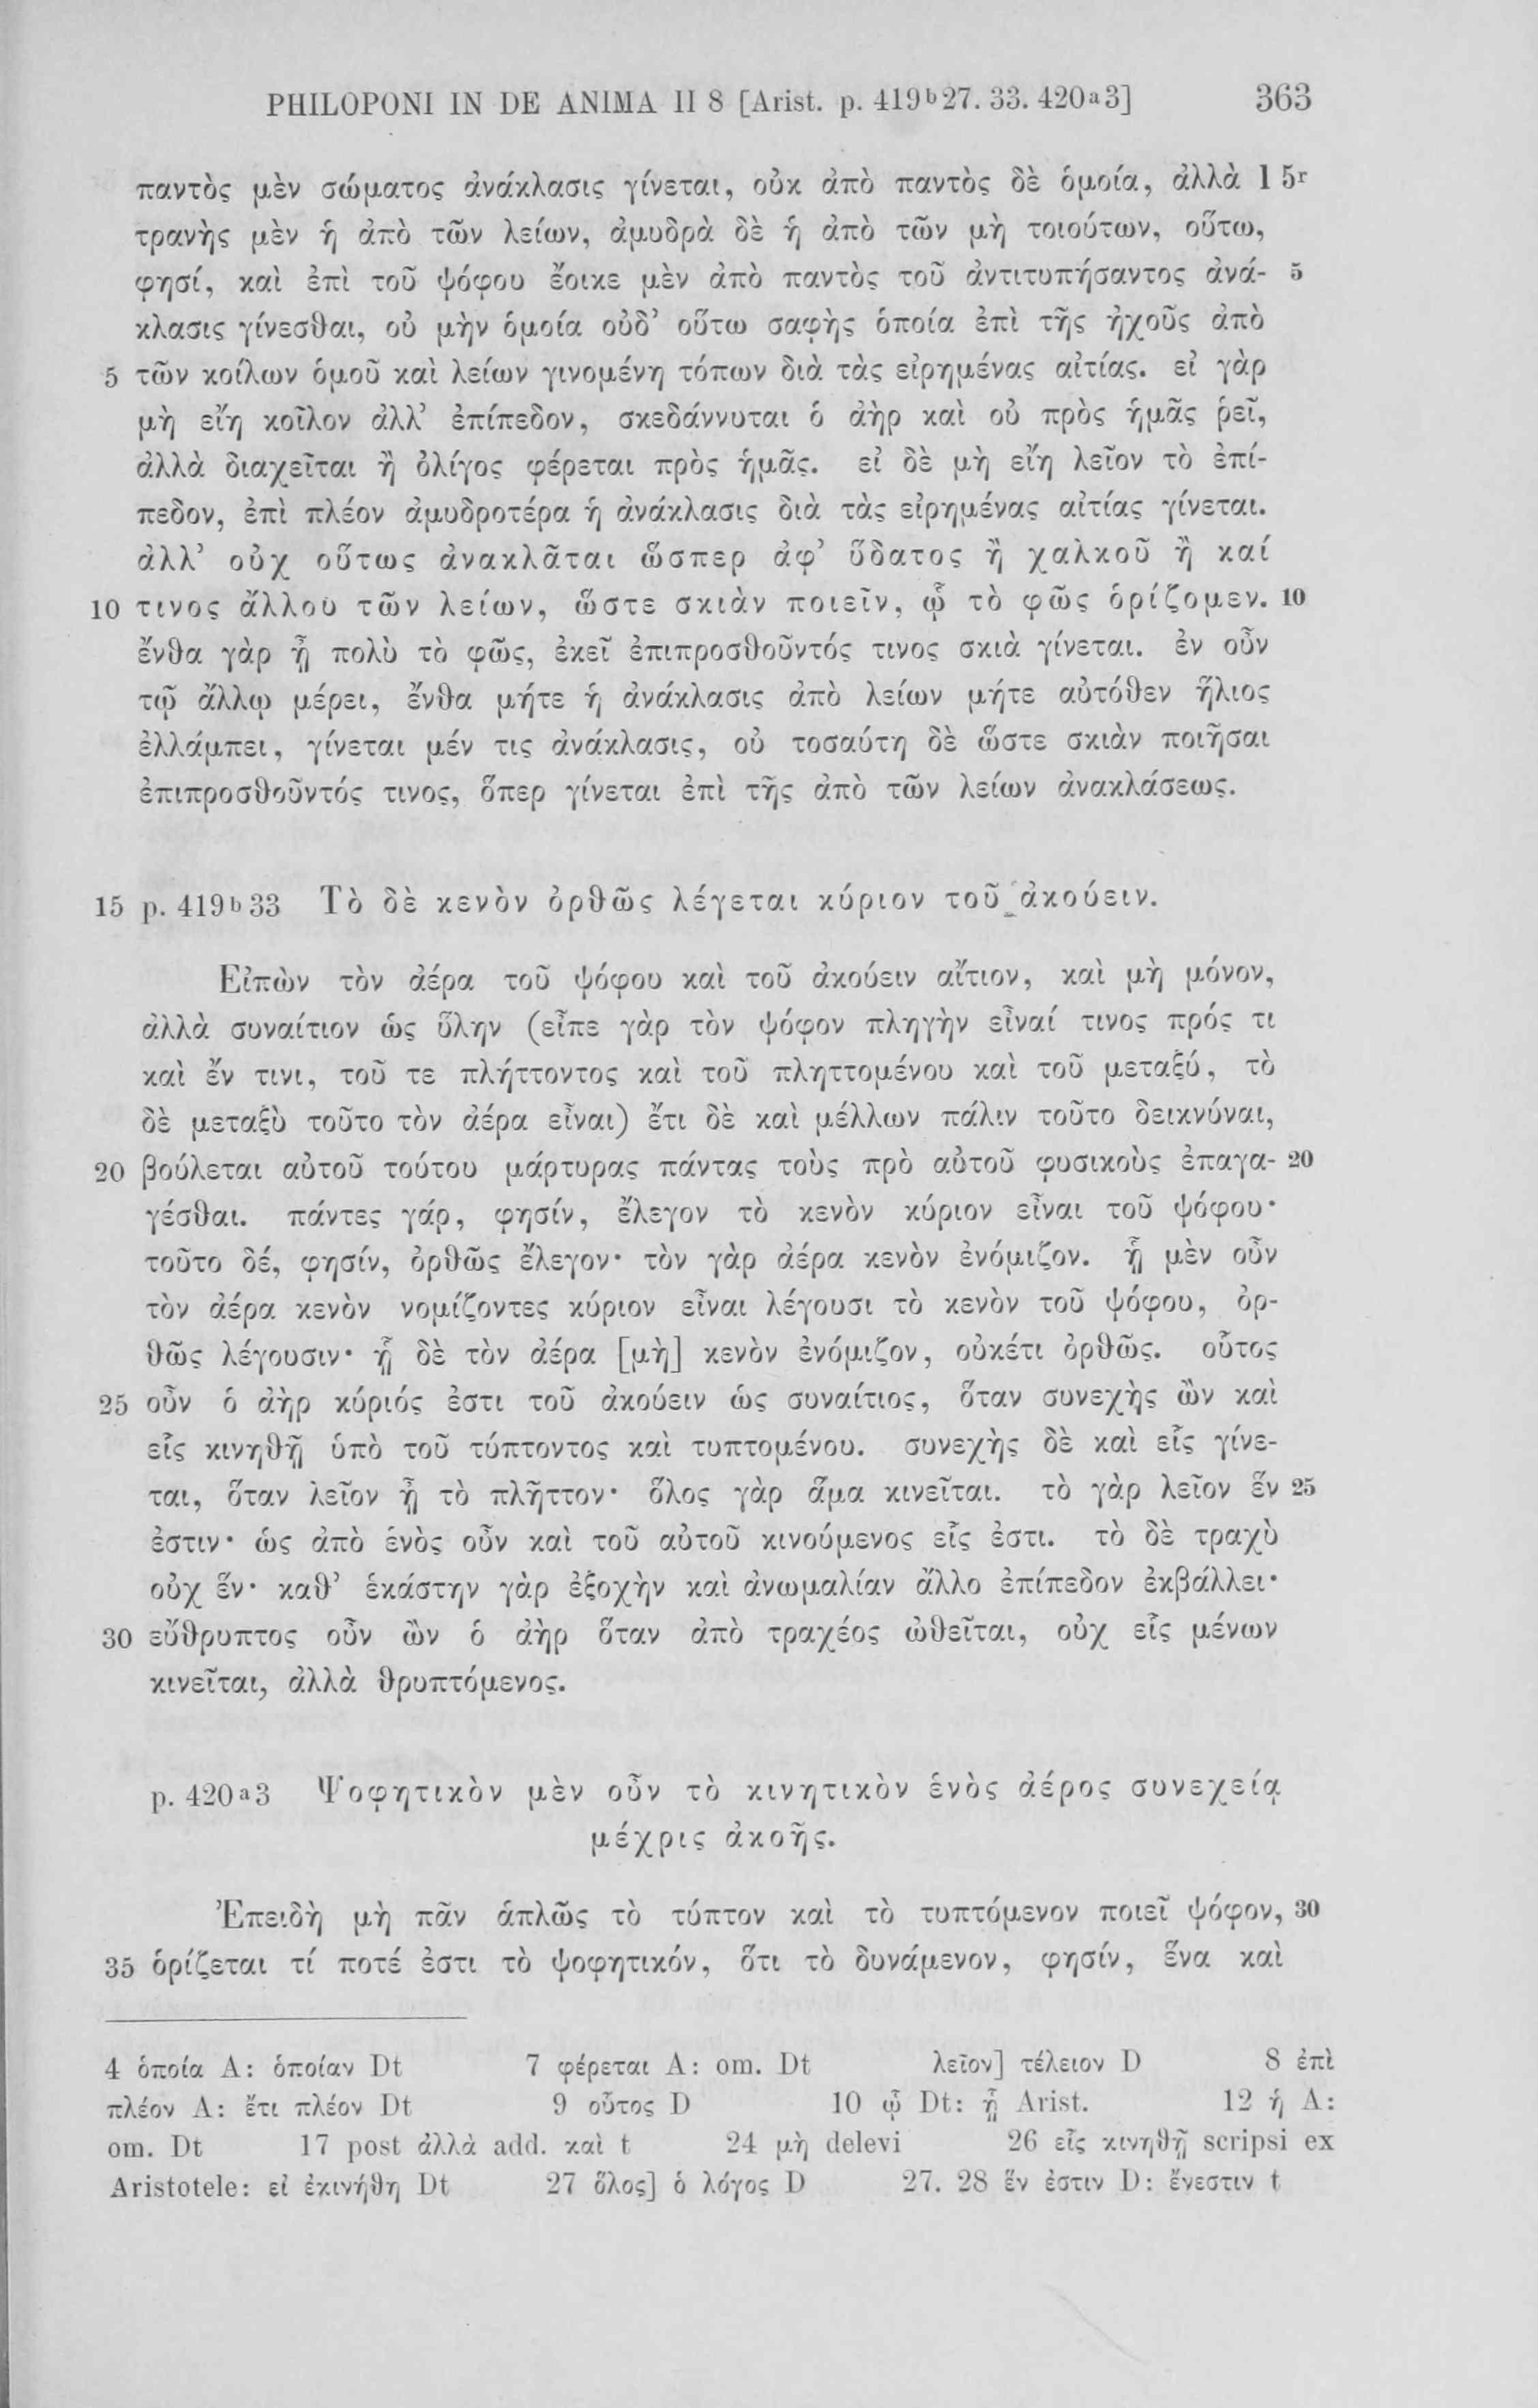 PHILOPONI IN DE ANIMA II 8 [Arist. p. 419b27. 33. 420a3] 363
παντὸς μὲν σώματος ἀνάκλασις γίνεται, οὐκ ἀπὸ παντὸς δὲ ὁμοία, ἀλλὰ 15r
τρανὴς μὲν ἡ ἀπὸ τῶν λείων, ἀμυδρὰ δὲ ἡ ἀπὸ τῶν μὴ τοιούτων, οὕτω,
φησί, καὶ ἐπὶ τοῦ ψόφου ἔοικε μὲν ἀπὸ παντὸς τοῦ ἀντιτυπήσαντος ἀνά- 5
κλασις γίνεσθαι, οὐ μὴν ὁμοία οὐδ’ οὕτω σαφὴς ὁποία ἐπὶ τῆς ἠχοῦς ἀπὸ
5 τῶν κοίλων ὁμοῦ καὶ λείων γινομένη τόπων διὰ τὰς εἰρημένας αἰτίας. εἰ γὰρ
μὴ εἴη κοῖλον ἀλλ’ ἐπίπεδον, σκεδάννυται ὁ ἀὴρ καὶ οὐ πρὸς ἡμᾶς ῥεῖ,
ἀλλὰ διαχεῖται ἢ ὀλίγος φέρεται πρὸς ἡμᾶς. εἰ δὲ μὴ εἴη λεῖον τὸ ἐπί-
πεδον, ἐπὶ πλέον ἀμυδροτέρα ἡ ἀνάκλασις διὰ τὰς εἰρημένας αἰτίας γίνεται.
ἀλλ’ οὐχ οὕτως ἀνακλᾶται ὥσπερ ἀφ’ ὕδατος ἢ χαλκοῦ ἢ καί
10 τινος ἄλλου τῶν λείων, ὥστε σκιὰν ποιεῖν, ᾧ τὸ φῶς ὁρίζομεν. 10
ἔνθα γὰρ ᾖ πολὺ τὸ φῶς, ἐκεῖ ἐπιπροσθοῦντός τινος σκιὰ γίνεται. ἐν οὖν
τῷ ἄλλῳ μέρει, ἔνθα μήτε ἡ ἀνάκλασις ἀπὸ λείων μήτε αὐτόθεν ἥλιος
ἐλλάμπει, γίνεται μέν τις ἀνάκλασις, οὐ τοσαύτη δὲ ὥστε σκιὰν ποιῆσαι
ἐπιπροσθοῦντός τινος, ὅπερ γίνεται ἐπὶ τῆς ἀπὸ τῶν λείων ἀνακλάσεως.
15 p. 419b33 Τὸ δὲ κενὸν ὀρθῶς λέγεται κύριον τοῦ ἀκούειν.
Εἰπὼν τὸν ἀέρα τοῦ ψόφου καὶ τοῦ ἀκούειν αἴτιον, καὶ μὴ μόνον,
ἀλλὰ συναίτιον ὡς ὕλην (εἶπε γὰρ τὸν ψόφον πληγὴν εἶναί τινος πρός τι
καὶ ἔν τινι, τοῦ τε πλήττοντος καὶ τοῦ πληττομένου καὶ τοῦ μεταξύ, τὸ
δὲ μεταξὺ τοῦτο τὸν ἀέρα εἶναι) ἔτι δὲ καὶ μέλλων πάλιν τοῦτο δεικνύναι,
20 βούλεται αὐτοῦ τούτου μάρτυρας πάντας τοὺς πρὸ αὐτοῦ φυσικοὺς ἐπαγα- 20
γέσθαι. πάντες γάρ, φησίν, ἔλεγον τὸ κενὸν κύριον εἶναι τοῦ ψόφου·
τοῦτο δέ, φησίν, ὀρθῶς ἔλεγον· τὸν γὰρ ἀέρα κενὸν ἐνόμιζον. ᾗ μὲν οὖν
τὸν ἀέρα κενὸν νομίζοντες κύριον εἶναι λέγουσι τὸ κενὸν τοῦ ψόφου, ὀρ-
θῶς λέγουσιν· ᾗ δὲ τὸν ἀέρα [μὴ] κενὸν ἐνόμιζον, οὐκέτι ὀρθῶς. οὗτος
25 οὖν ὁ ἀὴρ κύριός ἐστι τοῦ ἀκούειν ὡς συναίτιος, ὅταν συνεχὴς ὢν καὶ
εἷς κινηθῇ ὑπὸ τοῦ τύπτοντος καὶ τυπτομένου. συνεχὴς δὲ καὶ εἷς γίνε-
ται, ὅταν λεῖον ᾖ τὸ πλῆττον· ὅλος γὰρ ἅμα κινεῖται. τὸ γὰρ λεῖον ἕν 25
ἐστιν· ὡς ἀπὸ ἑνὸς οὖν καὶ τοῦ αὐτοῦ κινούμενος εἷς ἐστι. τὸ δὲ τραχὺ
οὐχ ἕν· καθ’ ἑκάστην γὰρ ἐξοχὴν καὶ ἀνωμαλίαν ἄλλο ἐπίπεδον ἐκβάλλει·
30 εὔθρυπτος οὖν ὢν ὁ ἀὴρ ὅταν ἀπὸ τραχέος ὠθεῖται, οὐχ εἷς μένων
κινεῖται, ἀλλὰ θρυπτόμενος.
p. 420a3 Ψοφητικὸν μὲν οὖν τὸ κινητικὸν ἑνὸς ἀέρος συνεχείᾳ
μέχρις ἀκοῆς.
Ἐπειδὴ μὴ πᾶν ἁπλῶς τὸ τύπτον καὶ τὸ τυπτόμενον ποιεῖ ψόφον, 30
35 ὁρίζεται τί ποτέ ἐστι τὸ ψοφητικόν, ὅτι τὸ δυνάμενον, φησίν, ἕνα καὶ
4 ὁποία A: ὁποίαν Dt 7 φέρεται A: om. Dt λεῖον] τέλειον D 8 ἐπὶ
πλέον A: ἔτι πλέον Dt 9 οὗτος D 10 ᾧ Dt: ᾗ Arist. 12 ἡ A:
om. Dt 17 post ἀλλὰ add. καὶ t 24 μὴ delevi 26 εἷς κινηθῇ scripsi ex
Aristotele: εἰ ἐκινήθη Dt 27 ὅλος] ὁ λόγος D 27. 28 ἕν ἐστιν D: ἔνεστιν t